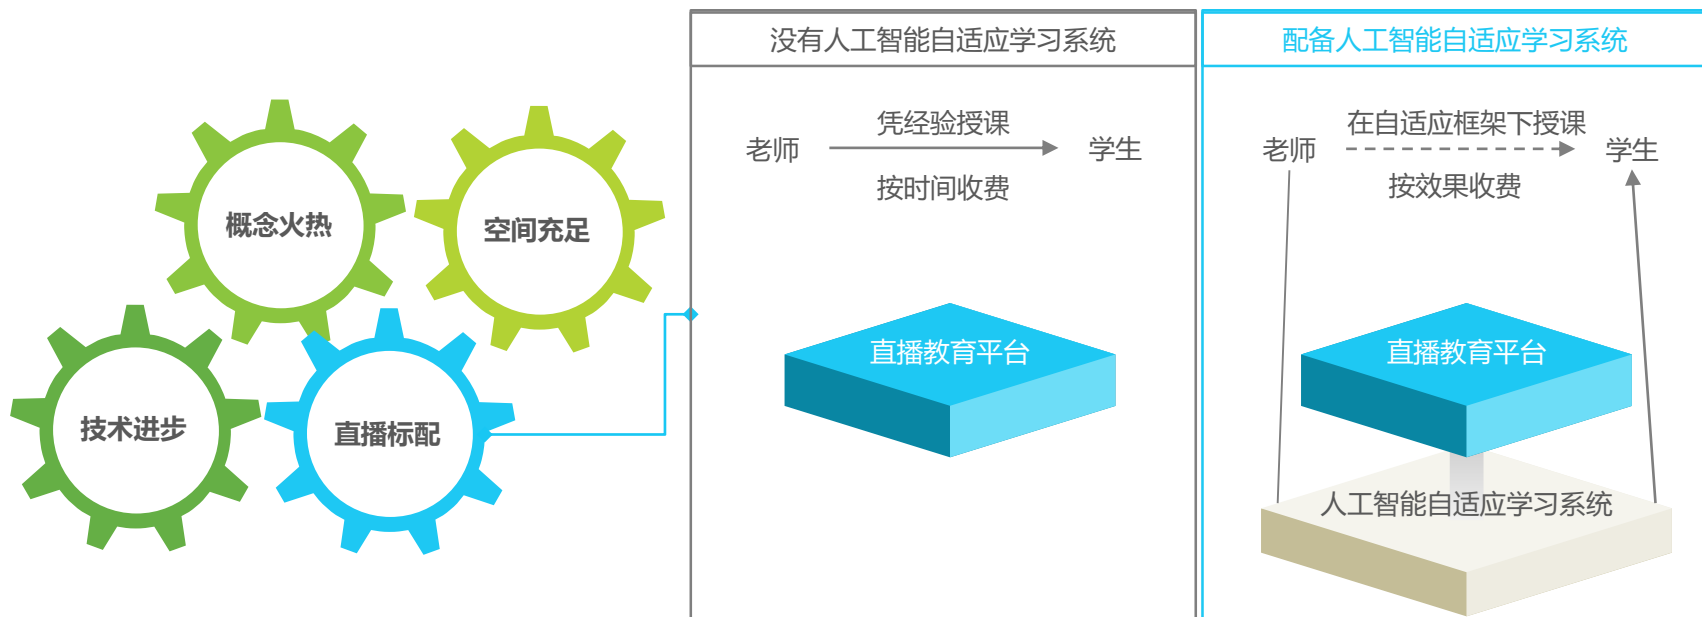 概念火热
空间充足
技术进步
直播标配
没有人工智能自适应学习系统
老师
凭经验授课
学生
按时间收费
直播教育平台
配备人工智能自适应学习系统
老师
在自适应框架下授课
学生
按效果收费
直播教育平台
人工智能自适应学习系统